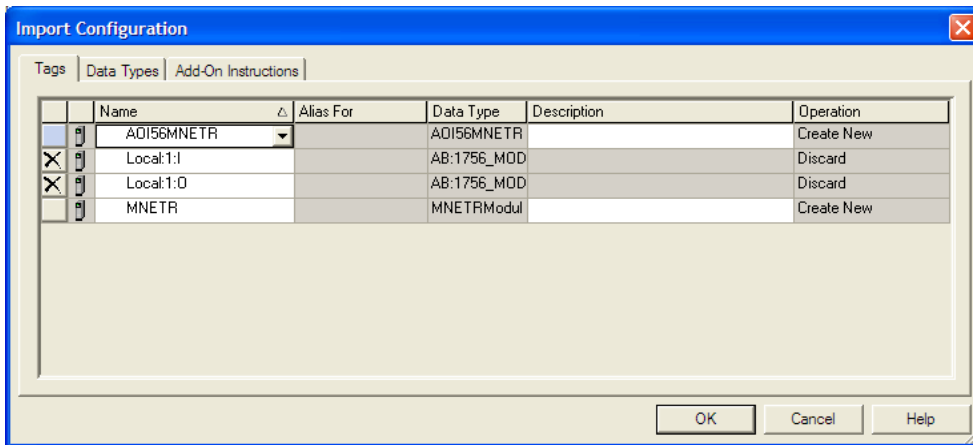 Import Configuration
Tags Data Types Add-On Instructions
Name Alias For Data Type Description Operation
AOI56MNETR AOI56MNETR Create New
Local:1:I AB:1756_MOD Discard
Local:1:O AB:1756_MOD Discard
MNETR MNETRModul Create New
OK Cancel Help